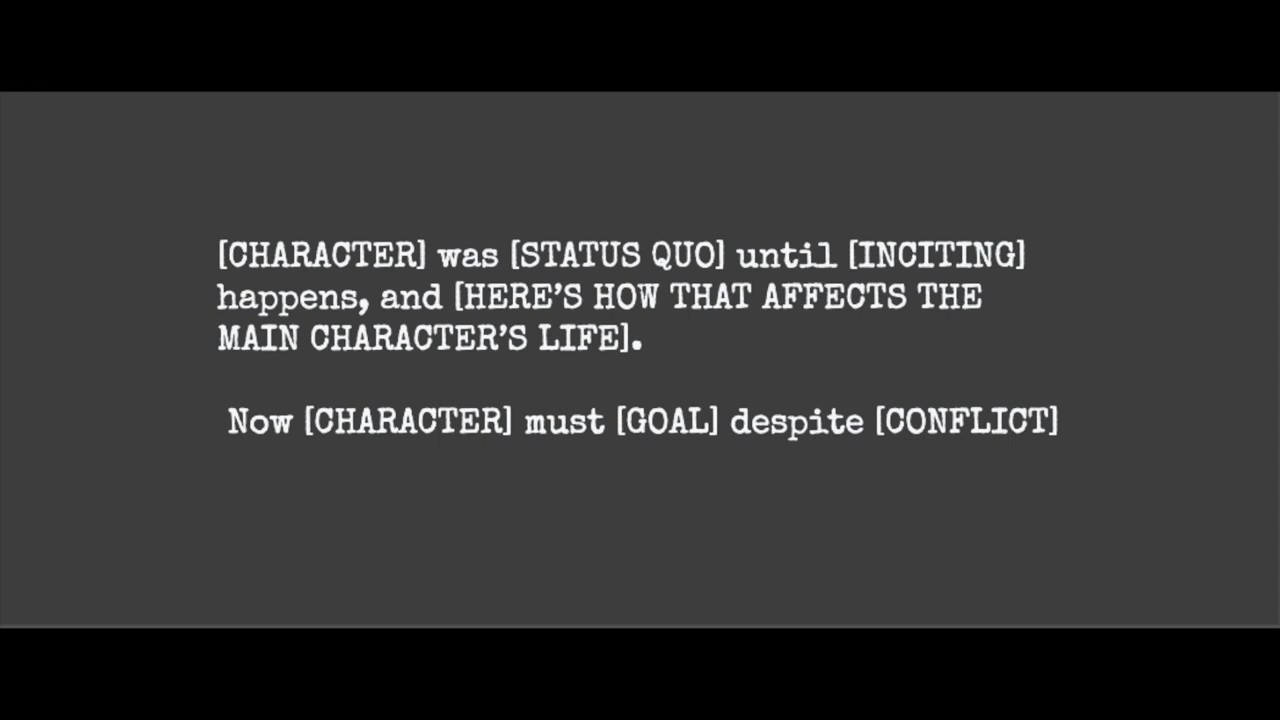 [CHARACTER] was [STATUS QUO] until [INCITING]
happens, and [HERE’S HOW THAT AFFECTS THE
MAIN CHARACTER’S LIFE].
Now [CHARACTER] must [GOAL] despite [CONFLICT]